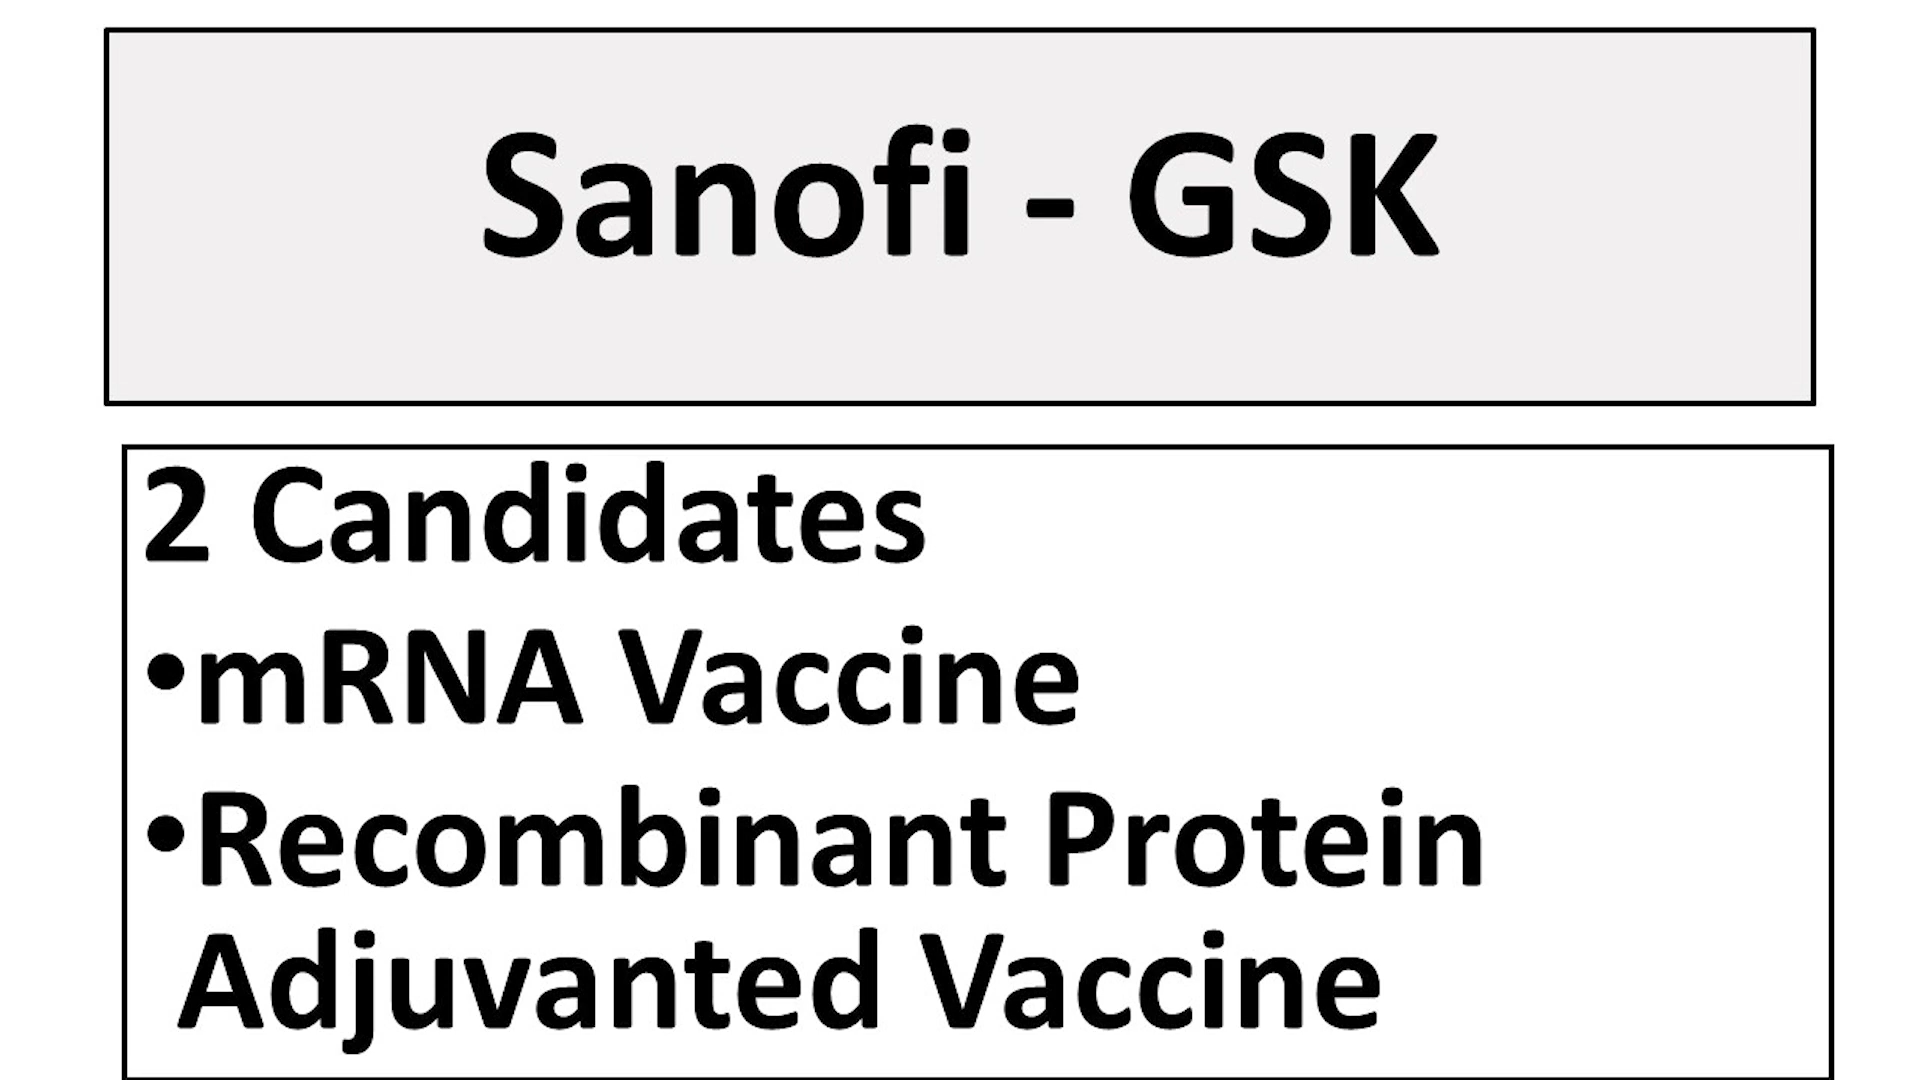 Sanofi - GSK
2 Candidates
•mRNA Vaccine
•Recombinant Protein
Adjuvanted Vaccine